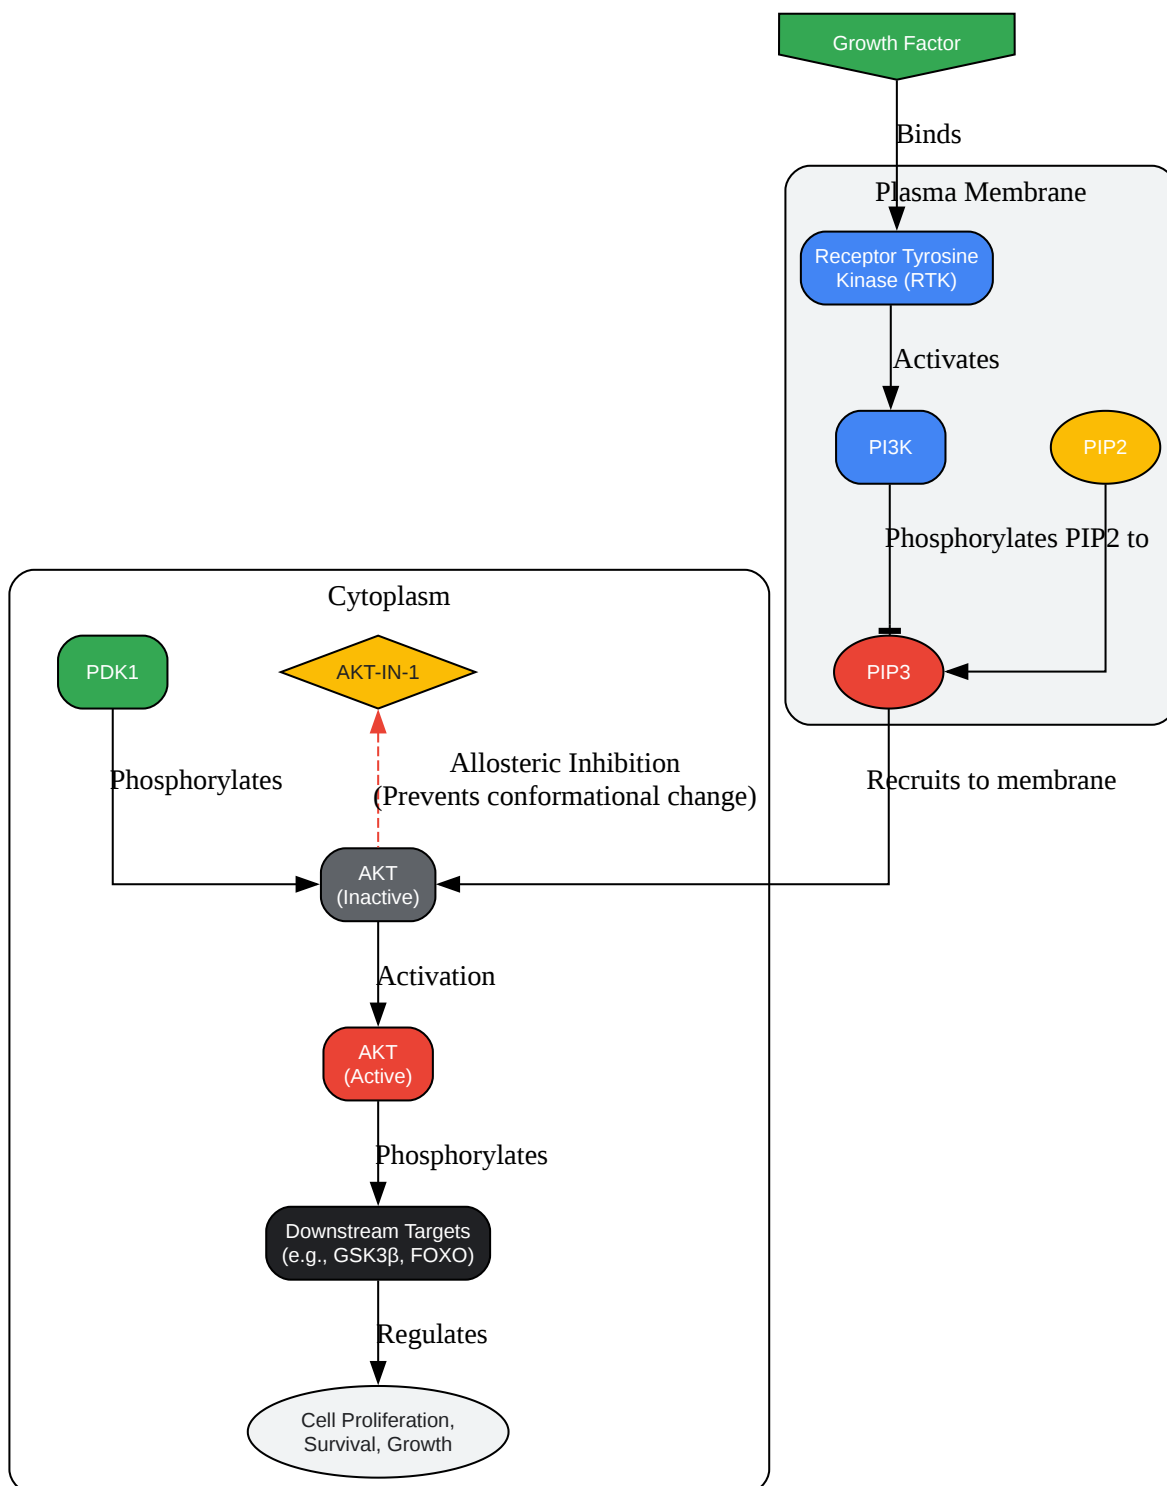 Growth Factor
Binds
Plasma Membrane
Receptor Tyrosine
Kinase (RTK)
Activates
PI3K
PIP2
Phosphorylates PIP2 to
Cytoplasm
PDK1
AKT-IN-1
PIP3
Phosphorylates
Allosteric Inhibition
(Prevents conformational change)
Recruits to membrane
AKT
(Inactive)
Activation
AKT
(Active)
Phosphorylates
Downstream Targets
(e.g., GSK3β, FOXO)
Regulates
Cell Proliferation,
Survival, Growth